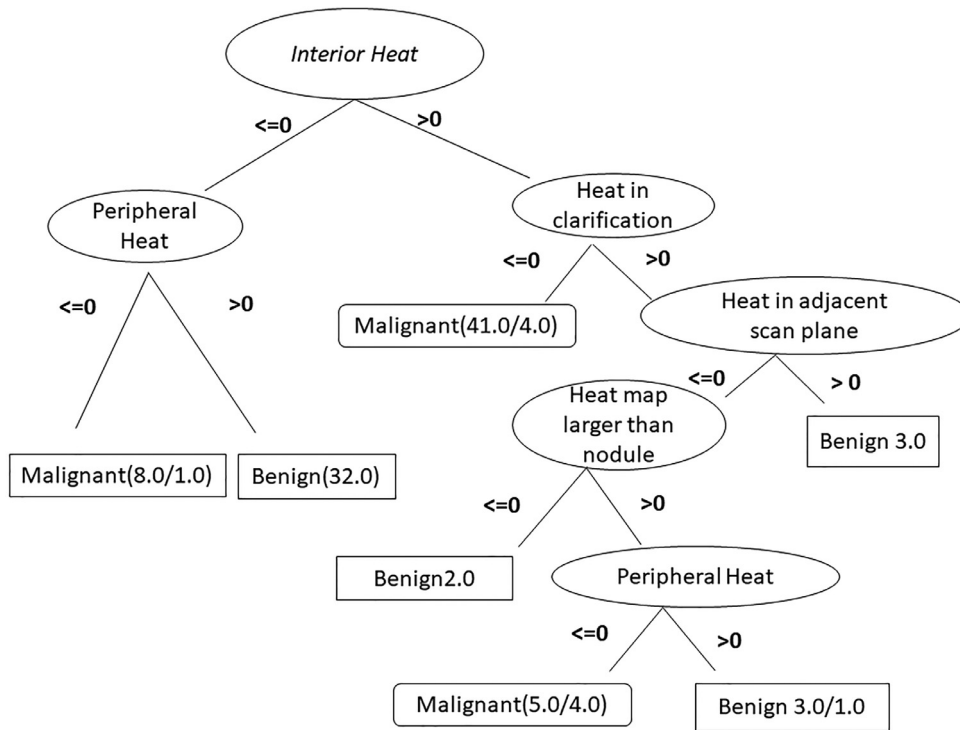 Interior Heat
<=0
>0
Peripheral
Heat
Heat in
clarification
<=0
>0
<=0
>0
Malignant(41.0/4.0)
Heat in adjacent
scan plane
<=0
> 0
Heat map
larger than
nodule
Benign 3.0
Malignant(8.0/1.0)
Benign(32.0)
<=0
>0
Benign2.0
Peripheral Heat
<=0
>0
Malignant(5.0/4.0)
Benign 3.0/1.0